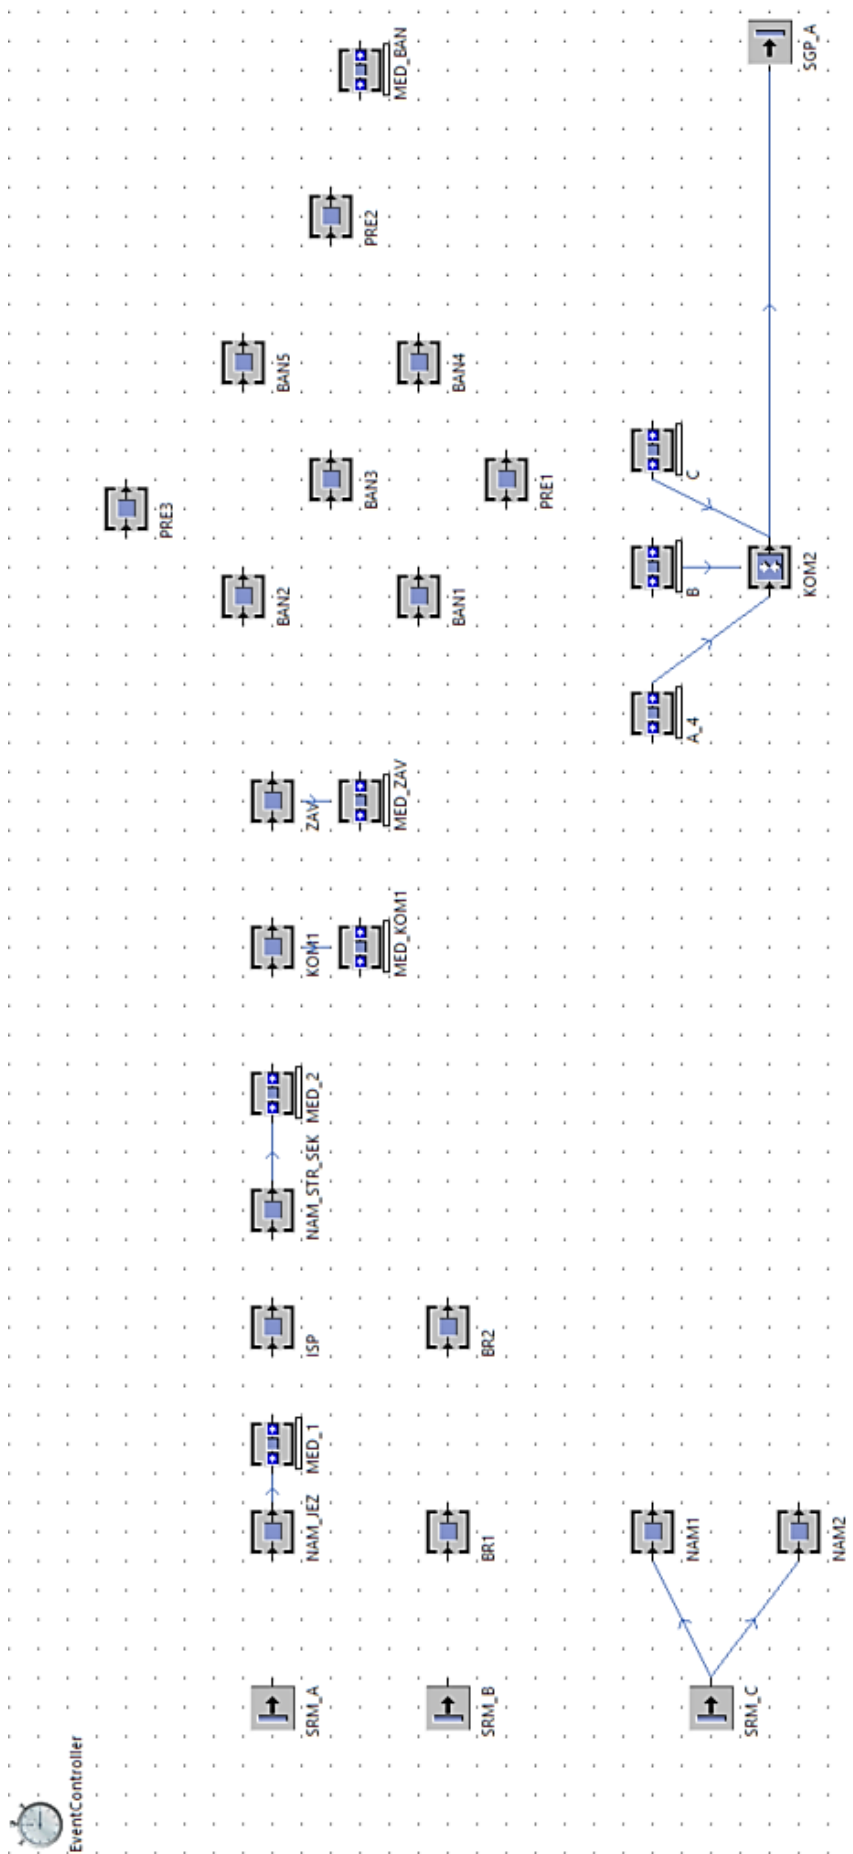 EventController
PRE3
SRM_A
NAM_JEZ
MED_1
ISP
NAM_STR_SEK
MED_2
KOM1
ZAV
BAN2
BAN5
MED_KOM1
MED_ZAV
BAN3
PRE2
MED_BAN
SRM_B
BR1
BR2
BAN1
BAN4
PRE1
A_4
B
C
NAM1
SRM_C
NAM2
KOM2
SGP_A